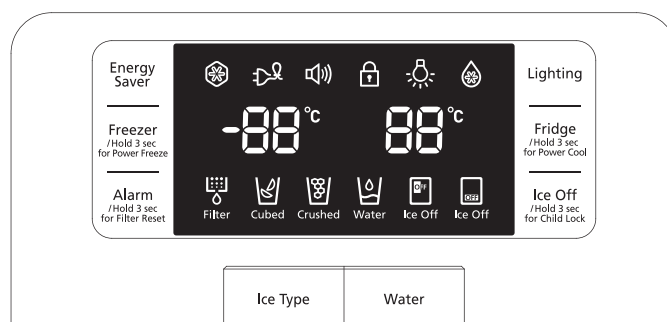 Energy
Saver
Lighting
Freezer
/Hold 3 sec
for Power Freeze
-88 °C
88 °C
Fridge
/Hold 3 sec
for Power Cool
Alarm
/Hold 3 sec
for Filter Reset
OFF
OFF
Filter Cubed Crushed Water Ice Off Ice Off
Ice Off
/Hold 3 sec
for Child Lock
Ice Type
Water